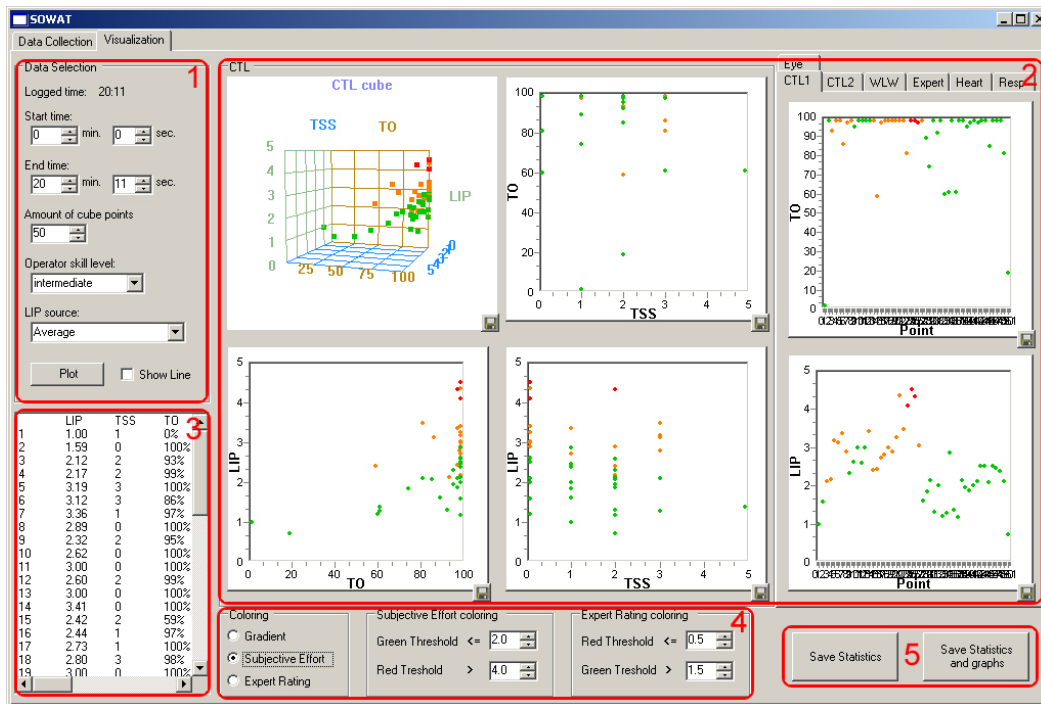 SOWAT
Data Collection Visualization
Data Selection
1
Logged time: 20:11
Start time:
0 min. 0 sec.
End time:
20 min. 11 sec.
Amount of cube points
50
Operator skill level:
intermediate
LIP source:
Average
Plot Show Line
CTL
CTL cube
TSS TO
5
4
3
2
1
0
LIP
25 50 75 100
100
90
80
70
60
50
40
30
20
10
0
TO
0 1 2 3 4 5
TSS
Eye
2
CTL1 CTL2 WLW Expert Heart Resp
100
90
80
70
60
50
40
30
20
10
0
TO
Point
5
4
3
2
1
0
LIP
0 20 40 60 80 100
TO
5
4
3
2
1
0
LIP
0 1 2 3 4 5
TSS
5
4
3
2
1
0
LIP
Point
3
LIP TSS TO
1 1.00 1 0%
2 1.59 0 100%
3 2.12 2 93%
4 2.17 2 99%
5 3.19 3 100%
6 3.12 3 86%
7 3.36 1 97%
8 2.89 0 100%
9 2.32 2 95%
10 2.62 0 100%
11 3.00 0 100%
12 2.60 2 99%
13 3.00 0 100%
14 3.41 0 100%
15 2.42 2 59%
16 2.44 1 97%
17 2.73 1 100%
18 2.80 3 98%
19 3.00 0 100%
4
Coloring
Gradient
Subjective Effort
Expert Rating
Subjective Effort coloring
Green Threshold <= 2.0
Red Treshold > 4.0
Expert Rating coloring
Red Threshold <= 0.5
Green Treshold > 1.5
Save Statistics
5
Save Statistics
and graphs